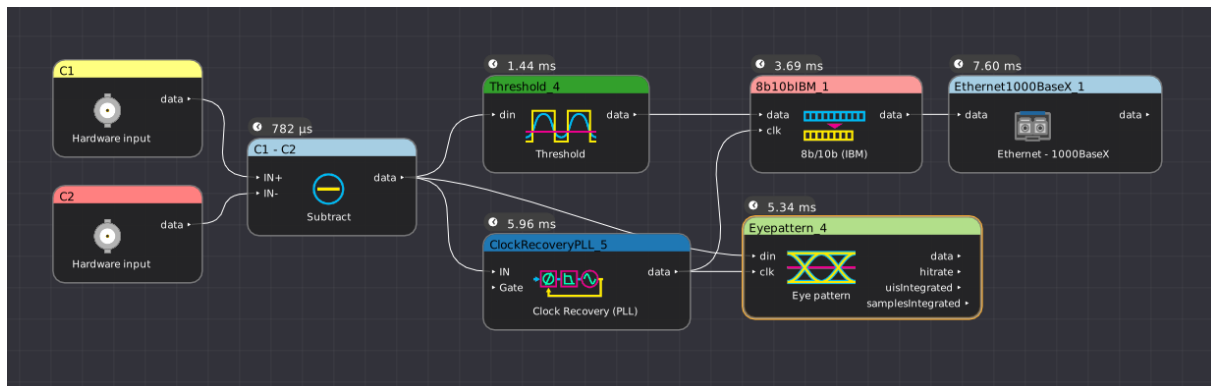 C1
data
Hardware input
C2
data
Hardware input
782 µs
C1 - C2
IN+
IN-
data
Subtract
1.44 ms
Threshold_4
din
data
Threshold
5.96 ms
ClockRecoveryPLL_5
IN
Gate
data
Clock Recovery (PLL)
3.69 ms
8b10bIBM_1
data
clk
data
8b/10b (IBM)
5.34 ms
Eyepattern_4
din
clk
data
hitrate
uisIntegrated
samplesIntegrated
Eye pattern
7.60 ms
Ethernet1000BaseX_1
data
data
Ethernet - 1000BaseX